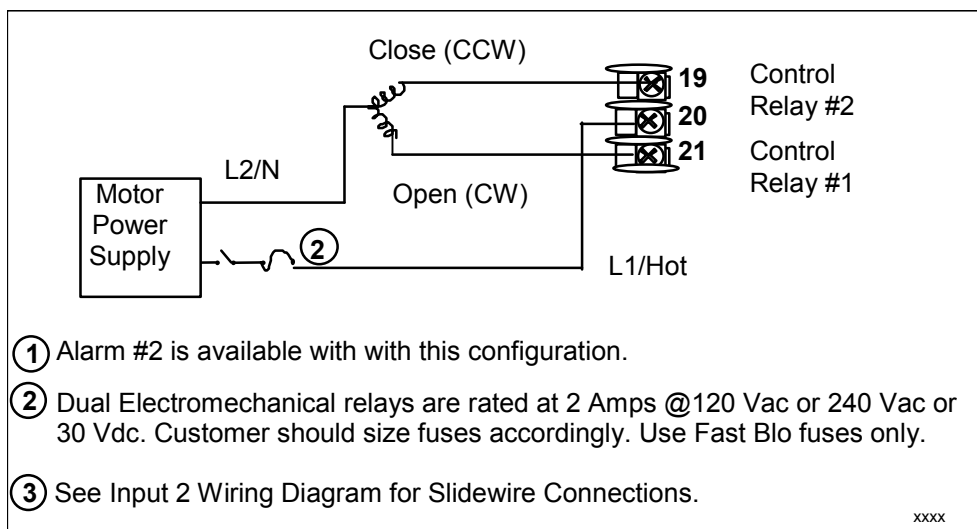 Close (CCW)
19
Control
Relay #2
20
21
Control
Relay #1
L2/N
Open (CW)
Motor
Power
Supply
2
L1/Hot
1 Alarm #2 is available with with this configuration.
2 Dual Electromechanical relays are rated at 2 Amps @120 Vac or 240 Vac or
30 Vdc. Customer should size fuses accordingly. Use Fast Blo fuses only.
3 See Input 2 Wiring Diagram for Slidewire Connections.
xxxx